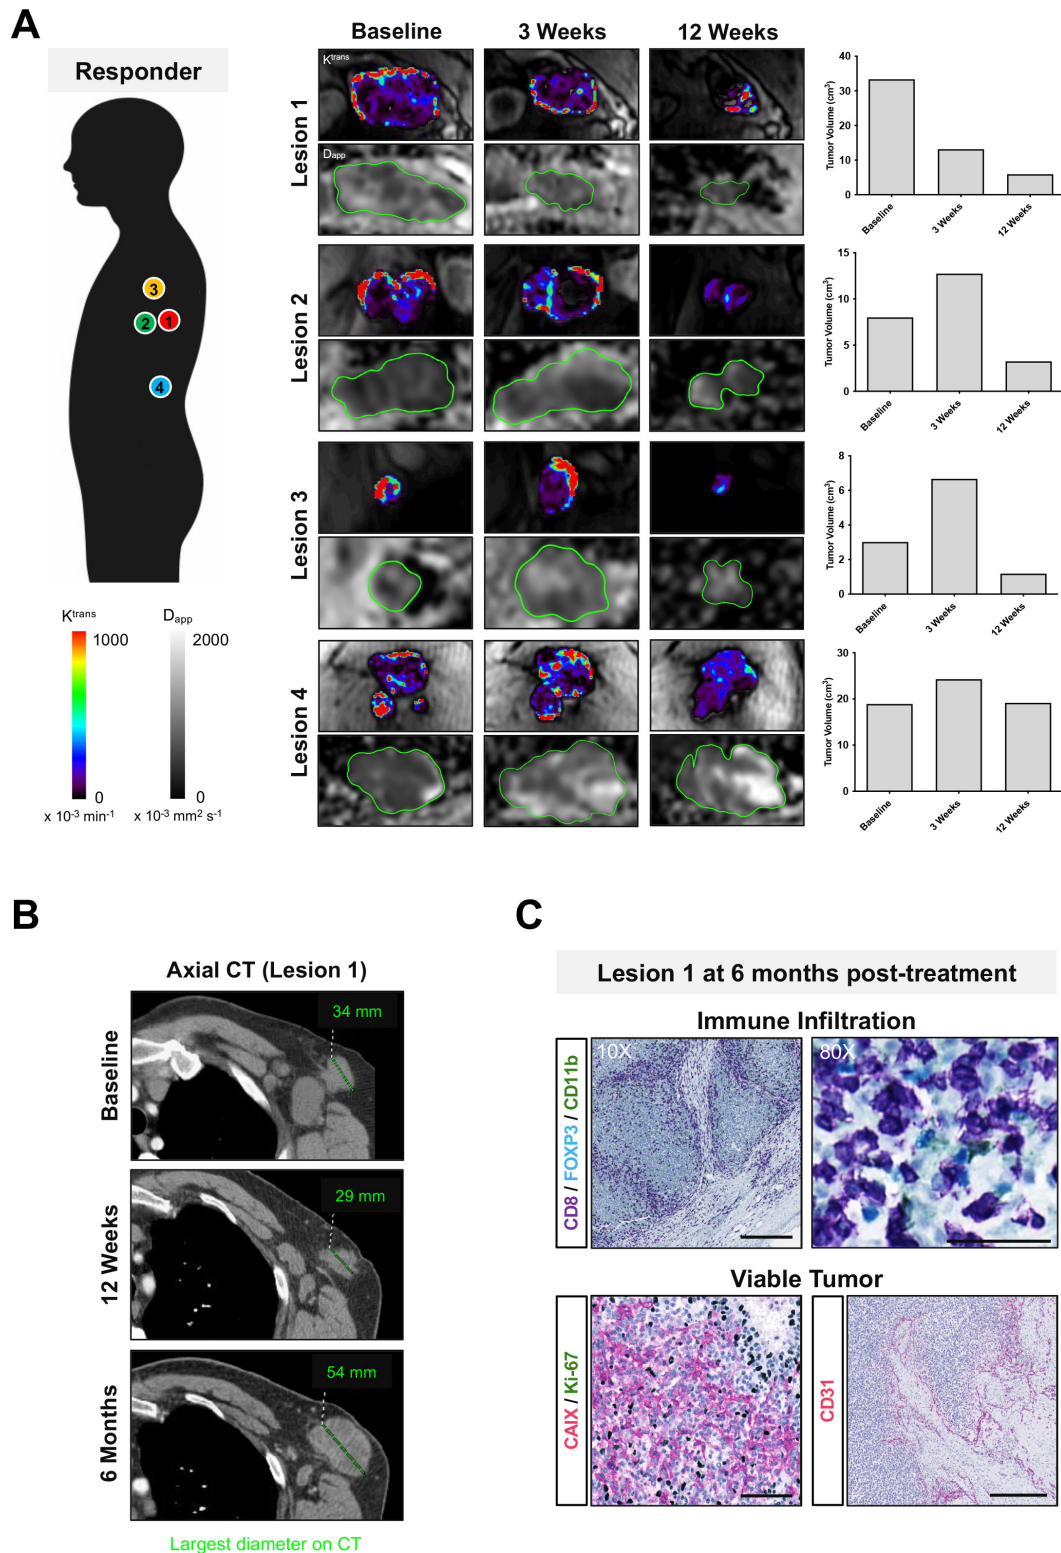 A
Responder
3
2
1
4
K^trans
1000
0
x 10⁻³ min⁻¹
D_app
2000
0
x 10⁻³ mm² s⁻¹
Baseline
3 Weeks
12 Weeks
Lesion 1
K^trans
D_app
Tumor Volume (cm³)
40
30
20
10
0
Baseline
3 Weeks
12 Weeks
Lesion 2
Tumor Volume (cm³)
15
10
5
0
Baseline
3 Weeks
12 Weeks
Lesion 3
Tumor Volume (cm³)
8
6
4
2
0
Baseline
3 Weeks
12 Weeks
Lesion 4
Tumor Volume (cm³)
30
20
10
0
Baseline
3 Weeks
12 Weeks
B
Axial CT (Lesion 1)
Baseline
34 mm
12 Weeks
29 mm
6 Months
54 mm
Largest diameter on CT
C
Lesion 1 at 6 months post-treatment
Immune Infiltration
CD8 / FOXP3 / CD11b
10X
80X
Viable Tumor
CAIX / Ki-67
CD31